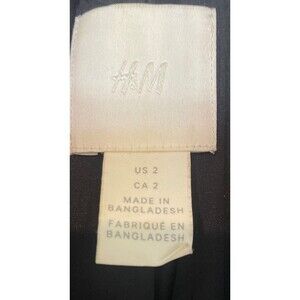 H&M
US 2
CA 2
MADE IN
BANGLADESH
FABRIQUÉ EN
BANGLADESH